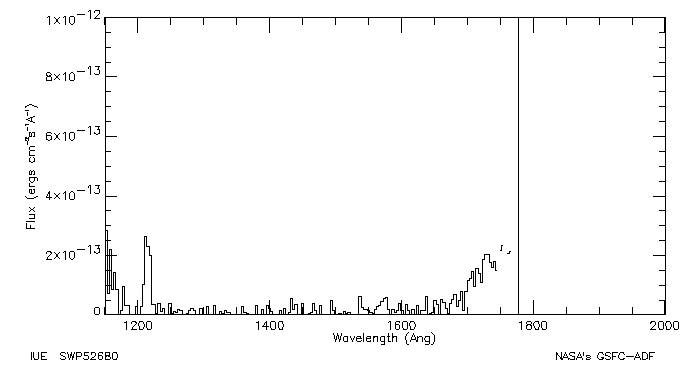 1×10⁻¹²
8×10⁻¹³
6×10⁻¹³
4×10⁻¹³
2×10⁻¹³
0
Flux (ergs cm⁻²s⁻¹A⁻¹)
1200 1400 1600 1800 2000
Wavelength (Ang)
IUE SWP52680 NASA's GSFC-ADF